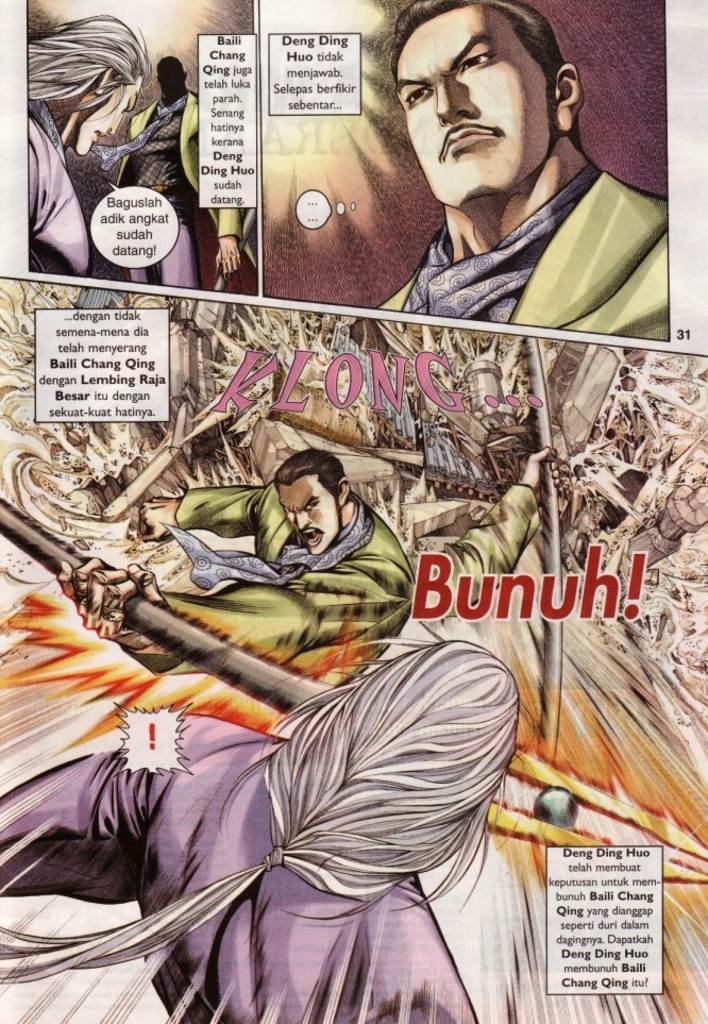 Baili
Chang
Qing juga
telah luka
parah.
Senang
hatinya
kerana
Deng
Ding Huo
sudah
datang.
Baguslah
adik angkat
sudah
datang!
Deng Ding
Huo tidak
menjawab.
Selepas berfikir
sebentar...
...
...
31
...dengan tidak
semena-mena dia
telah menyerang
Baili Chang Qing
dengan Lembing Raja
Besar itu dengan
sekuat-kuat hatinya.
KLONG...
Bunuh!
!
Deng Ding Huo
telah membuat
keputusan untuk mem-
bunuh Baili Chang
Qing yang dianggap
seperti duri dalam
dagingnya. Dapatkah
Deng Ding Huo
membunuh Baili
Chang Qing itu?